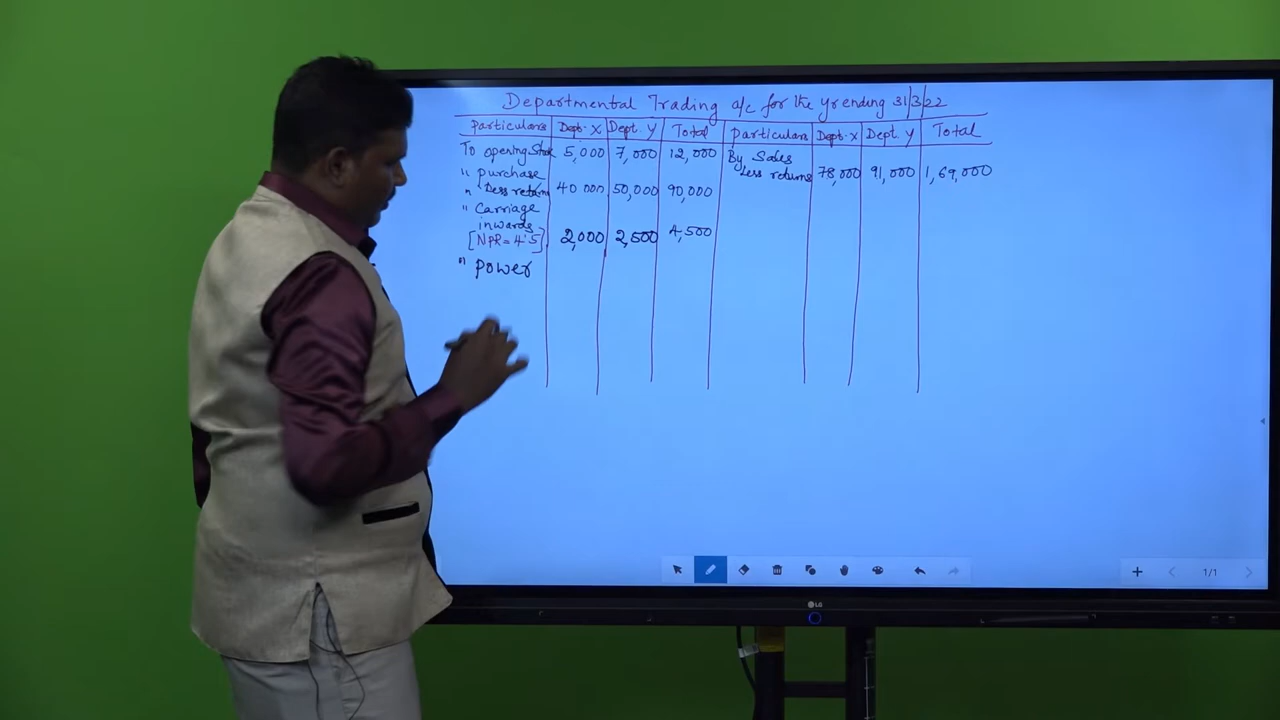 Departmental Trading a/c for the yr ending 31/3/22
Particulars Dept. X Dept. Y Total Particulars Dept. X Dept. Y Total
To opening Stock 5,000 7,000 12,000 By Sales
" purchase Less returns 78,000 91,000 1,69,000
" Less returns 40 000 50,000 90,000
" Carriage
inwards
[NPR = 4:5] 2,000 2,500 4,500
" power
1/1
LG